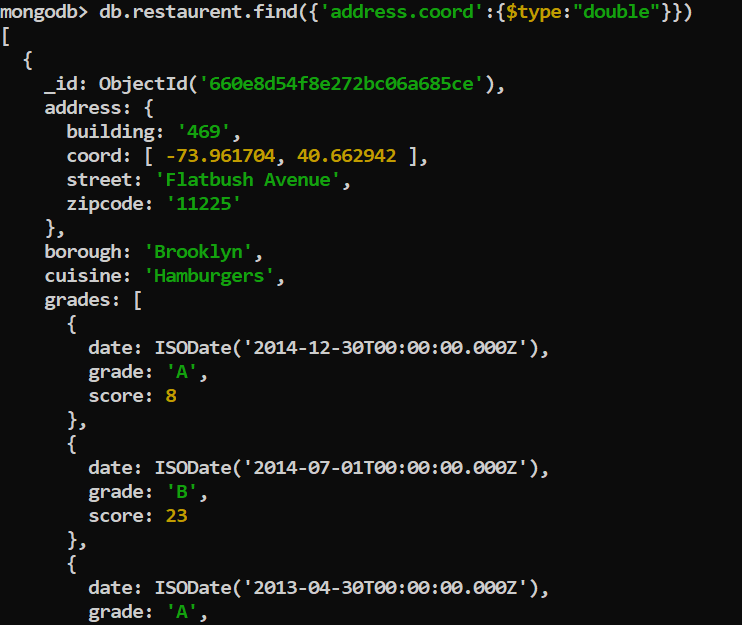 mongodb> db.restaurent.find({'address.coord':{$type:"double"}})
[
  {
    _id: ObjectId('660e8d54f8e272bc06a685ce'),
    address: {
      building: '469',
      coord: [ -73.961704, 40.662942 ],
      street: 'Flatbush Avenue',
      zipcode: '11225'
    },
    borough: 'Brooklyn',
    cuisine: 'Hamburgers',
    grades: [
      {
        date: ISODate('2014-12-30T00:00:00.000Z'),
        grade: 'A',
        score: 8
      },
      {
        date: ISODate('2014-07-01T00:00:00.000Z'),
        grade: 'B',
        score: 23
      },
      {
        date: ISODate('2013-04-30T00:00:00.000Z'),
        grade: 'A',